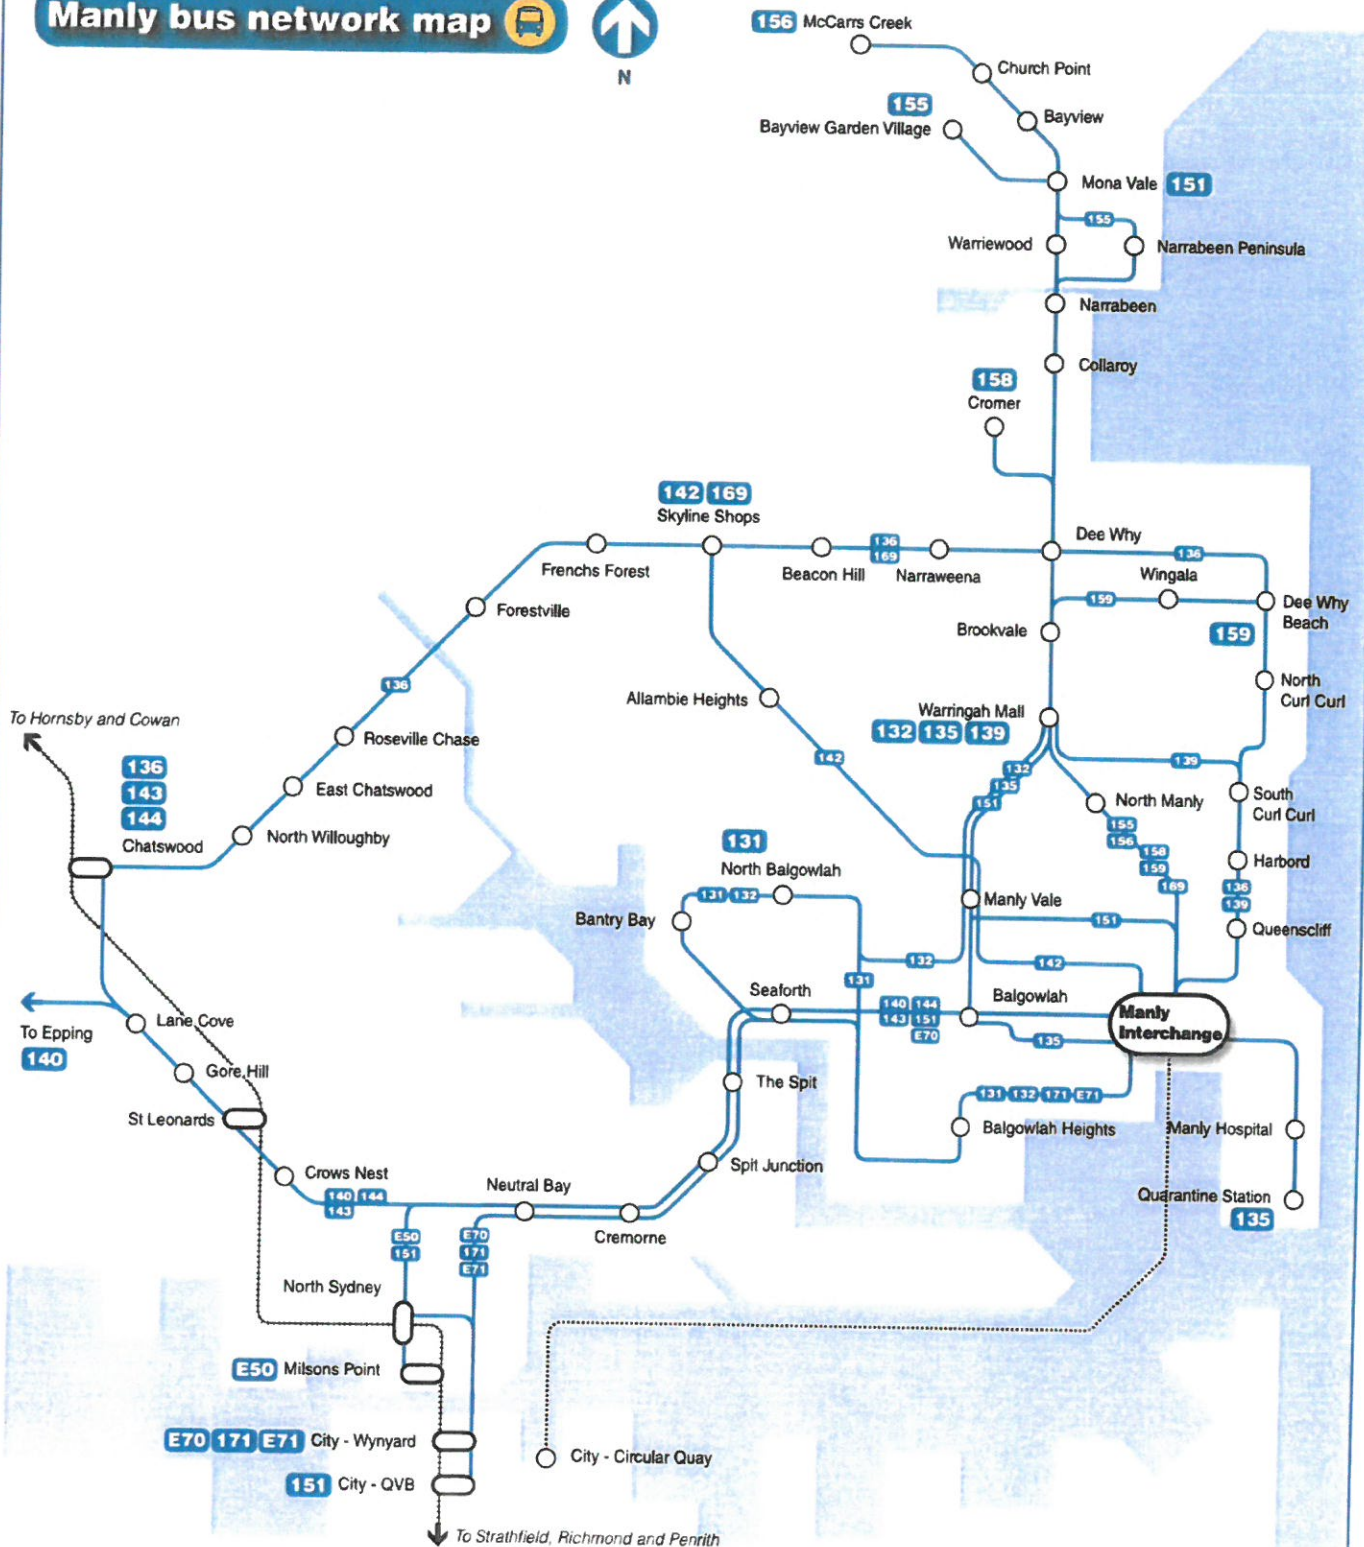 Manly bus network map
N
156 McCarrs Creek
Church Point
155
Bayview Garden Village
Bayview
Mona Vale 151
155
Warriewood
Narrabeen Peninsula
Narrabeen
Collaroy
158
Cromer
142 169
Skyline Shops
Dee Why
136
169
136
Frenchs Forest
Beacon Hill
Narraweena
Wingala
Forestville
159
Dee Why
Beach
Brookvale
159
136
Allambie Heights
North
Curl Curl
To Hornsby and Cowan
Warringah Mall
132 135 139
Roseville Chase
142
139
136
143
144
Chatswood
132
135
151
East Chatswood
North Manly
South
Curl Curl
North Willoughby
155
156
158
159
169
131
North Balgowlah
Harbord
136
139
131 132
Manly Vale
Bantry Bay
151
Queenscliff
132
142
131
Seaforth
140 144
143 151
E70
Balgowlah
Manly
Interchange
Lane Cove
To Epping
140
135
Gore Hill
The Spit
131 132 171 E71
St Leonards
Balgowlah Heights
Manly Hospital
Spit Junction
Crows Nest
Neutral Bay
140 144
143
Quarantine Station
135
E50
151
E70
171
E71
Cremorne
North Sydney
E50 Milsons Point
E70 171 E71 City - Wynyard
City - Circular Quay
151 City - QVB
To Strathfield, Richmond and Penrith